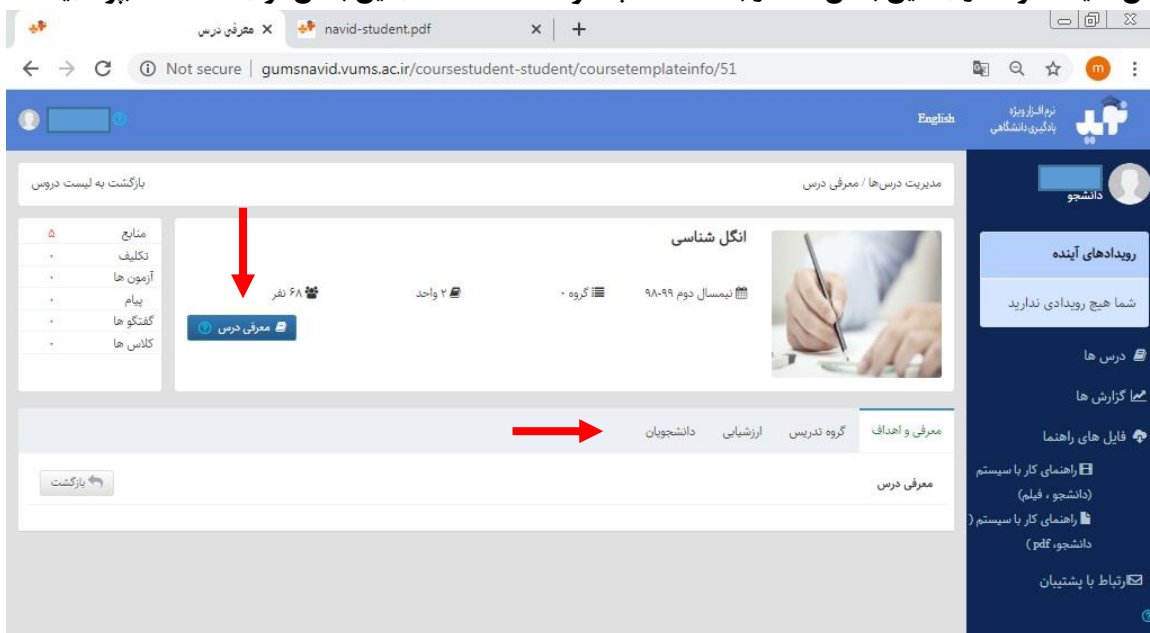 معرفی درس
navid-student.pdf
Not secure | gumsnavid.vums.ac.ir/coursestudent-student/coursetemplateinfo/51
m
نرم افزار ویژه
یادگیری دانشگاهی
نوید
English
دانشجو
رویدادهای آینده
شما هیچ رویدادی ندارید
درس ها
گزارش ها
فایل های راهنما
راهنمای کار با سیستم
(دانشجو ، فیلم)
راهنمای کار با سیستم (
دانشجو، pdf )
ارتباط با پشتیبان
مدیریت درس‌ها / معرفی درس
بازگشت به لیست دروس
انگل شناسی
نیمسال دوم ۹۹-۹۸ گروه ۰ ۲ واحد ۶۸ نفر
معرفی درس
منابع ۵
تکلیف ۰
آزمون ها ۰
پیام ۰
گفتگو ها ۰
کلاس ها ۰
معرفی و اهداف گروه تدریس ارزشیابی دانشجویان
معرفی درس
بازگشت